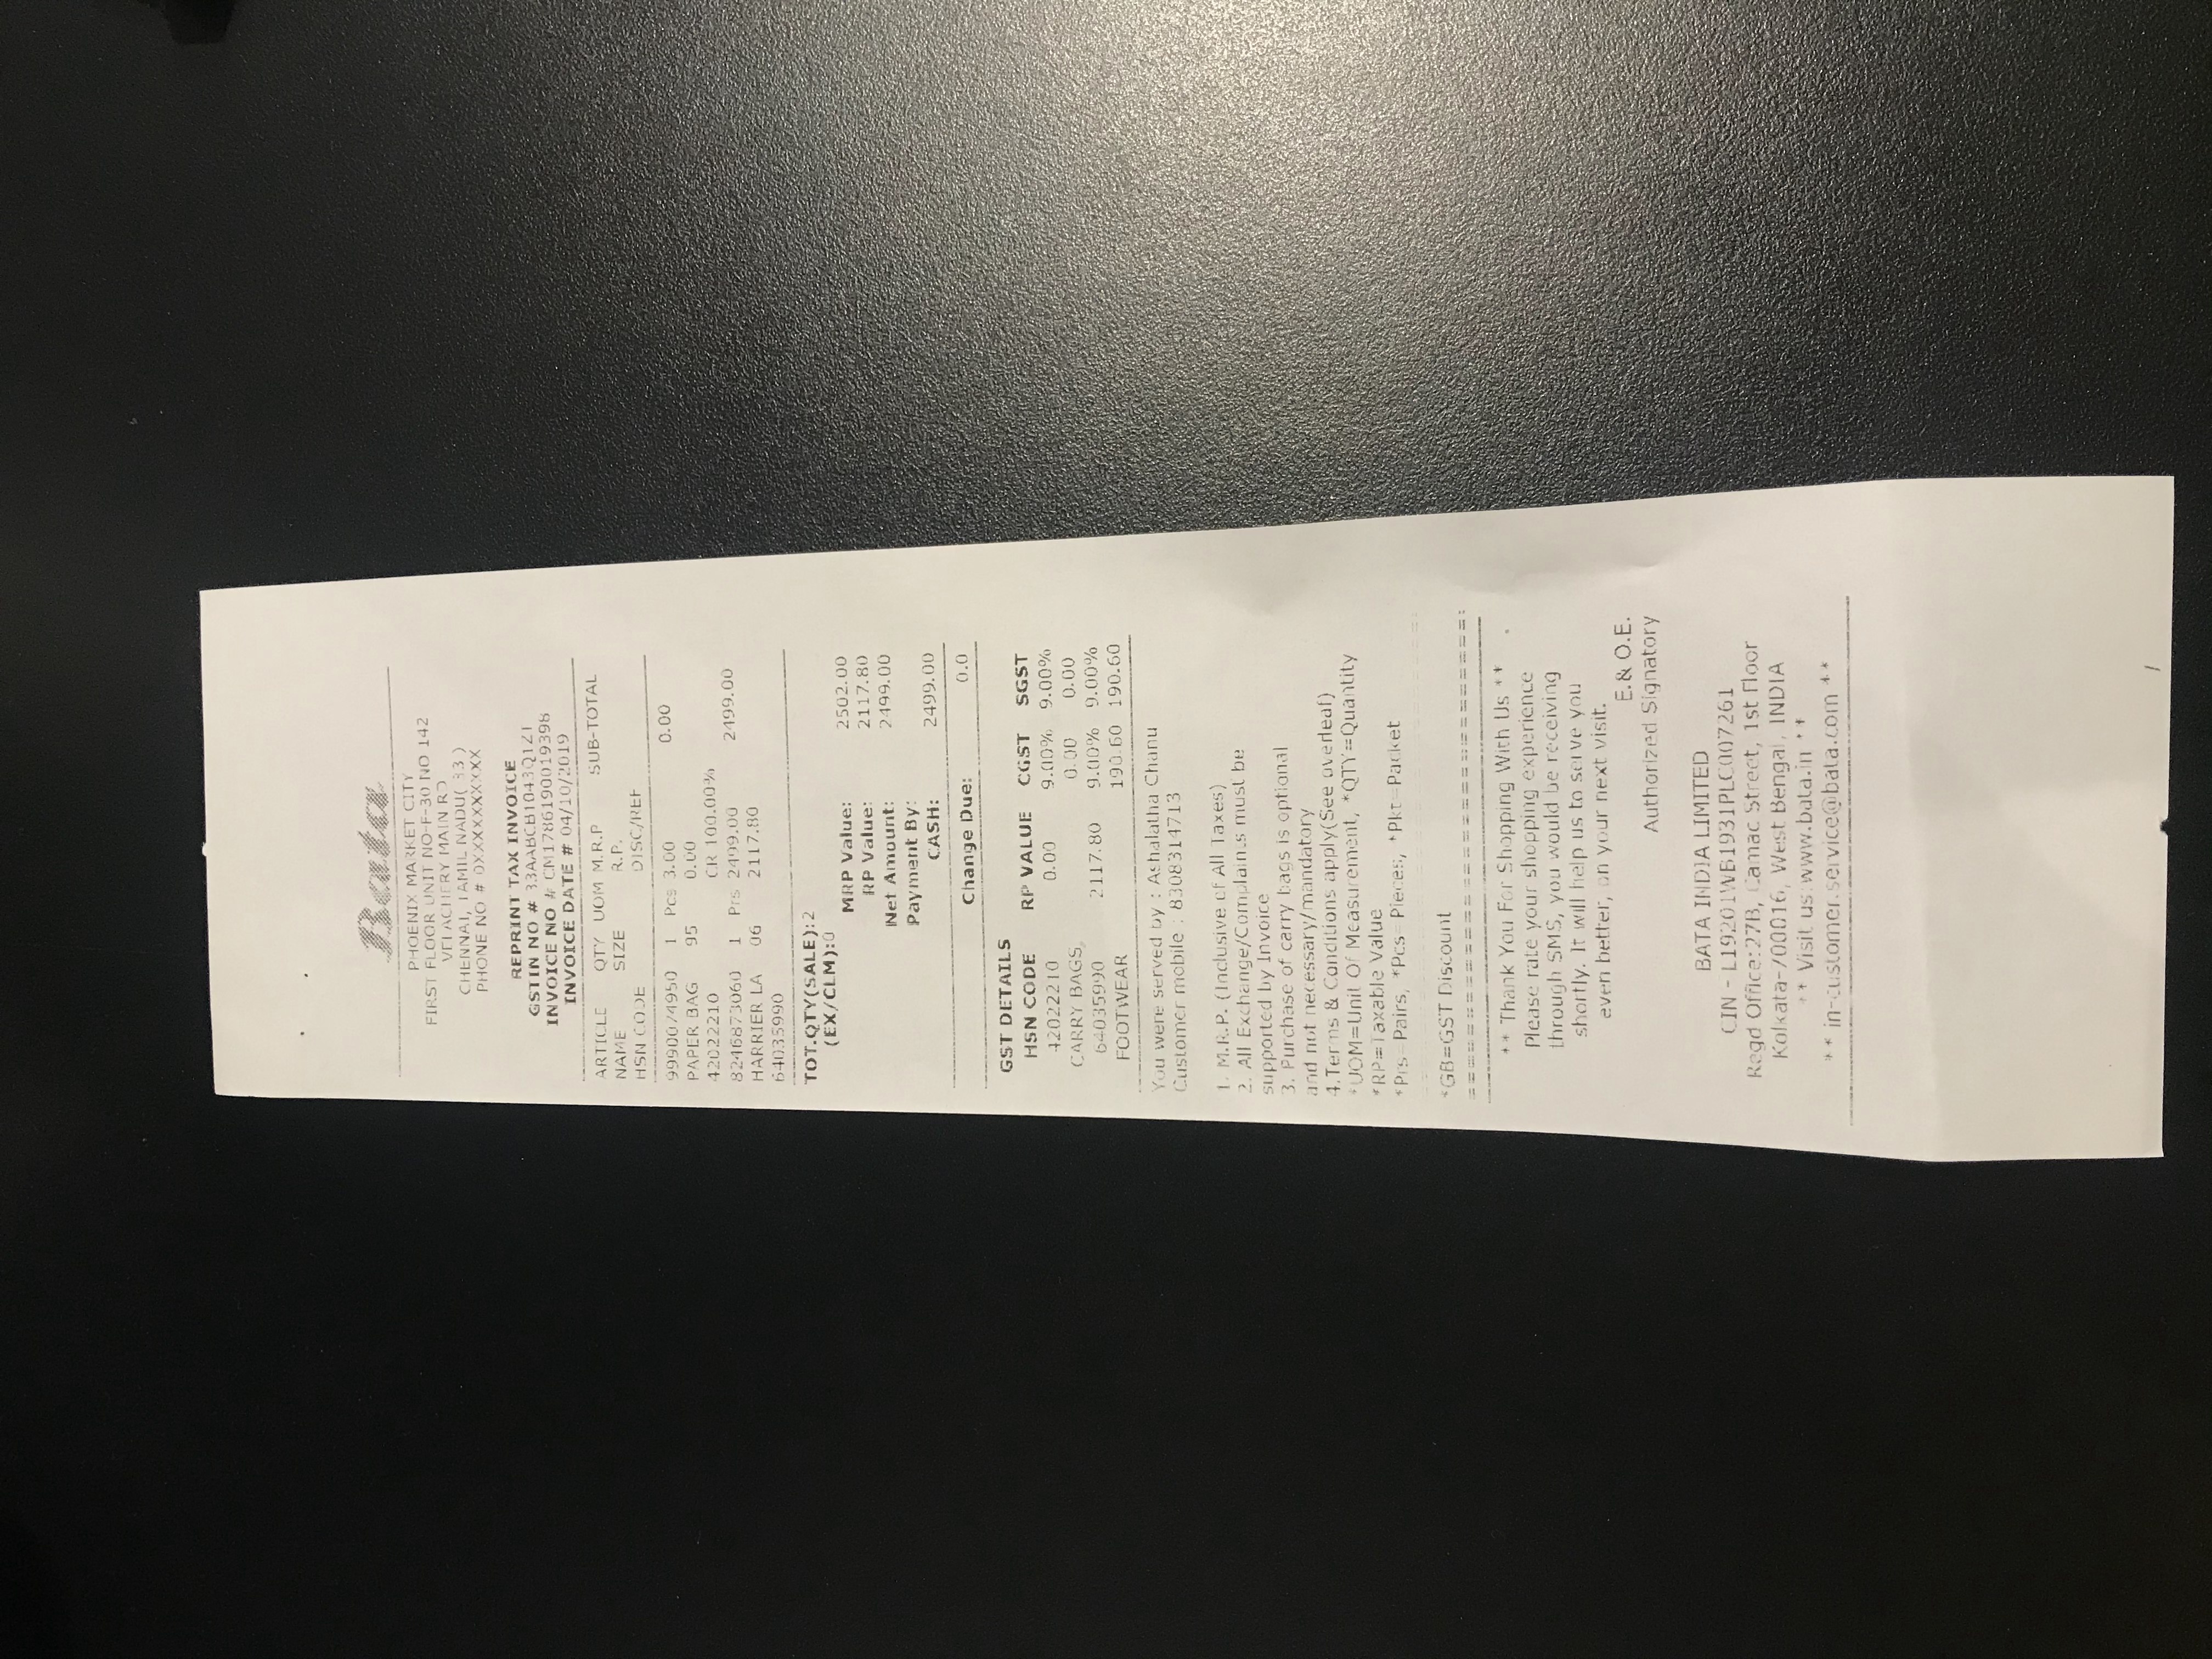 Bata
PHOENIX MARKET CITY
FIRST FLOOR UNIT NO-F-30 NO 142
VELACHERY MAIN RD
CHENNAI, TAMIL NADU( 33 )
PHONE NO # 0XXXXXXXXXX
REPRINT TAX INVOICE
GSTIN NO # 33AABCB1043Q1Z1
INVOICE NO # CM1786190019398
INVOICE DATE # 04/10/2019
ARTICLE QTY UOM M.R.P SUB-TOTAL
NAME SIZE R.P.
HSN CODE DISC/REF
9990074950 1 Pcs 3.00 0.00
PAPER BAG 95 0.00
42022210 CR 100.00%
8246873060 1 Prs 2499.00 2499.00
HARRIER LA 06 2117.80
64035990
TOT.QTY(SALE):2
(EX/CLM):0
MRP Value: 2502.00
RP Value: 2117.80
Net Amount: 2499.00
Payment By:
CASH: 2499.00
Change Due: 0.0
GST DETAILS
HSN CODE RP VALUE CGST SGST
42022210 0.00 9.00% 9.00%
CARRY BAGS, 0.00 0.00
64035990 2117.80 9.00% 9.00%
FOOTWEAR 190.60 190.60
You were served by : Ashalatha Chanu
Customer mobile : 8308314713
1. M.R.P. (Inclusive of All Taxes)
2. All Exchange/Complaints must be
supported by Invoice
3. Purchase of carry bags is optional
and not necessary/mandatory
4.Terms & Conditions apply(See overleaf)
*UOM=Unit Of Measurement, *QTY=Quantity
*RP=Taxable Value
*Prs=Pairs, *Pcs=Pieces, *Pkt=Packet
*GB=GST Discount
** Thank You For Shopping With Us **
Please rate your shopping experience
through SMS, you would be receiving
shortly. It will help us to serve you
even better, on your next visit.
E.& O.E.
Authorized Signatory
BATA INDIA LIMITED
CIN - L19201WB1931PLC007261
Regd Office:27B, Camac Street, 1st Floor
Kolkata-700016, West Bengal, INDIA
** Visit us:www.bata.in **
** in-customer.service@bata.com **